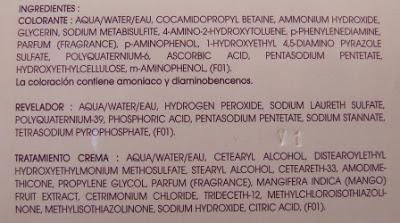 INGREDIENTES :
COLORANTE : AQUA/WATER/EAU, COCAMIDOPROPYL BETAINE, AMMONIUM HYDROXIDE,
GLYCERIN, SODIUM METABISULFITE, 4-AMINO-2-HYDROXYTOLUENE, p-PHENYLENEDIAMINE,
PARFUM (FRAGRANCE), p-AMINOPHENOL, 1-HYDROXYETHYL 4,5-DIAMINO PYRAZOLE
SULFATE, POLYQUATERNIUM-6, ASCORBIC ACID, PENTASODIUM PENTETATE,
HYDROXYETHYLCELLULOSE, m-AMINOPHENOL, (F01).
La coloración contiene amoniaco y diaminobencenos.
REVELADOR : AQUA/WATER/EAU, HYDROGEN PEROXIDE, SODIUM LAURETH SULFATE,
POLYQUATERNIUM-39, PHOSPHORIC ACID, PENTASODIUM PENTETATE, SODIUM STANNATE,
TETRASODIUM PYROPHOSPHATE, (F01).
TRATAMIENTO CREMA : AQUA/WATER/EAU, CETEARYL ALCOHOL, DISTEAROYLETHYL
HYDROXYETHYLMONIUM METHOSULFATE, STEARYL ALCOHOL, CETEARETH-33, AMODIME-
THICONE, PROPYLENE GLYCOL, PARFUM (FRAGRANCE), MANGIFERA INDICA (MANGO)
FRUIT EXTRACT, CETRIMONIUM CHLORIDE, TRIDECETH-12, METHYLCHLOROISOTHIAZOLI-
NONE, METHYLISOTHIAZOLINONE, SODIUM HYDROXIDE, CITRIC ACID, (F01).